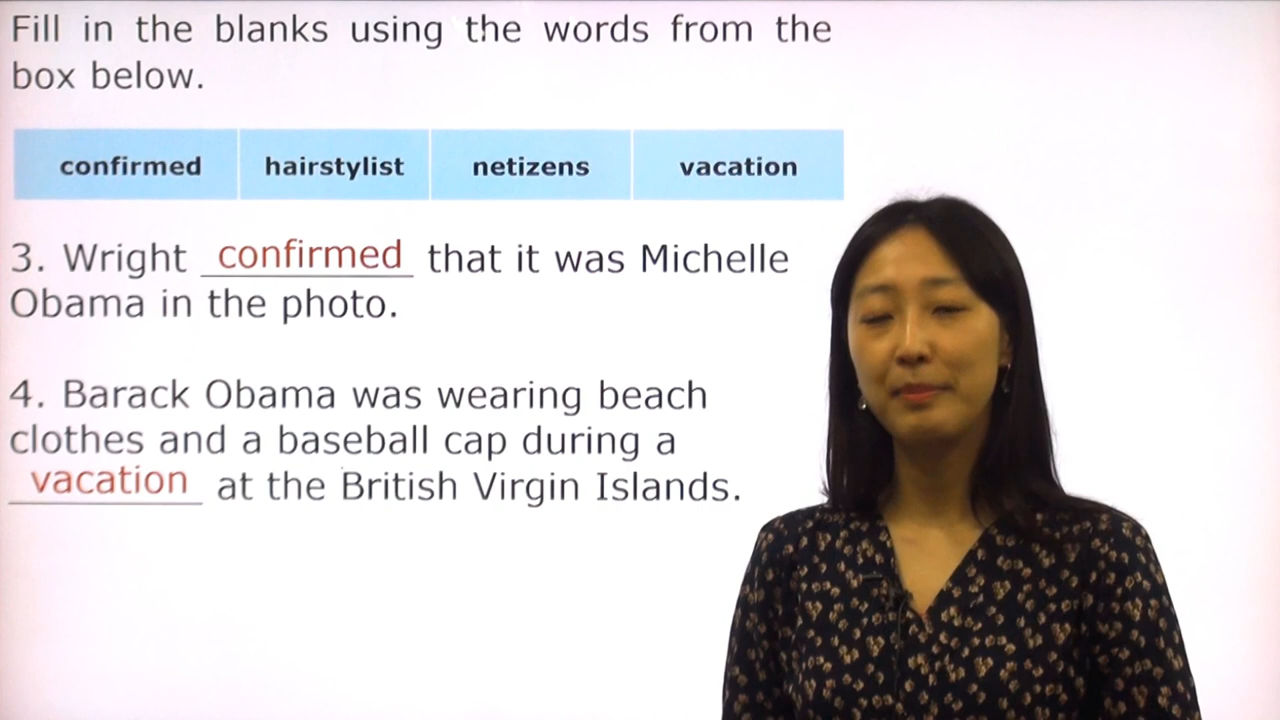 Fill in the blanks using the words from the
box below.
confirmed hairstylist netizens vacation
3. Wright confirmed that it was Michelle
Obama in the photo.
4. Barack Obama was wearing beach
clothes and a baseball cap during a
vacation at the British Virgin Islands.